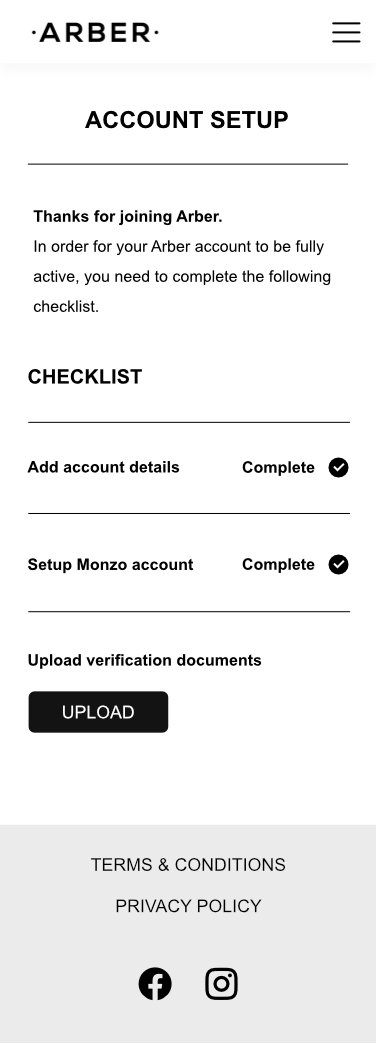 ·ARBER·
ACCOUNT SETUP
Thanks for joining Arber.
In order for your Arber account to be fully
active, you need to complete the following
checklist.
CHECKLIST
Add account details Complete
Setup Monzo account Complete
Upload verification documents
UPLOAD
TERMS & CONDITIONS
PRIVACY POLICY